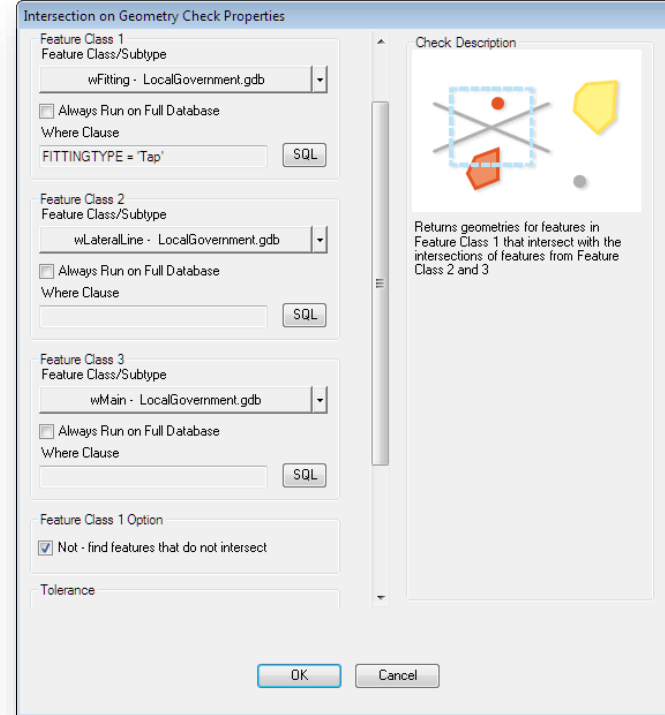 Intersection on Geometry Check Properties
Feature Class 1
Feature Class/Subtype
wFitting - LocalGovernment.gdb
Always Run on Full Database
Where Clause
FITTINGTYPE = 'Tap'
SQL
Feature Class 2
Feature Class/Subtype
wLateralLine - LocalGovernment.gdb
Always Run on Full Database
Where Clause
SQL
Feature Class 3
Feature Class/Subtype
wMain - LocalGovernment.gdb
Always Run on Full Database
Where Clause
SQL
Feature Class 1 Option
Not - find features that do not intersect
Tolerance
Check Description
Returns geometries for features in
Feature Class 1 that intersect with the
intersections of features from Feature
Class 2 and 3
OK
Cancel